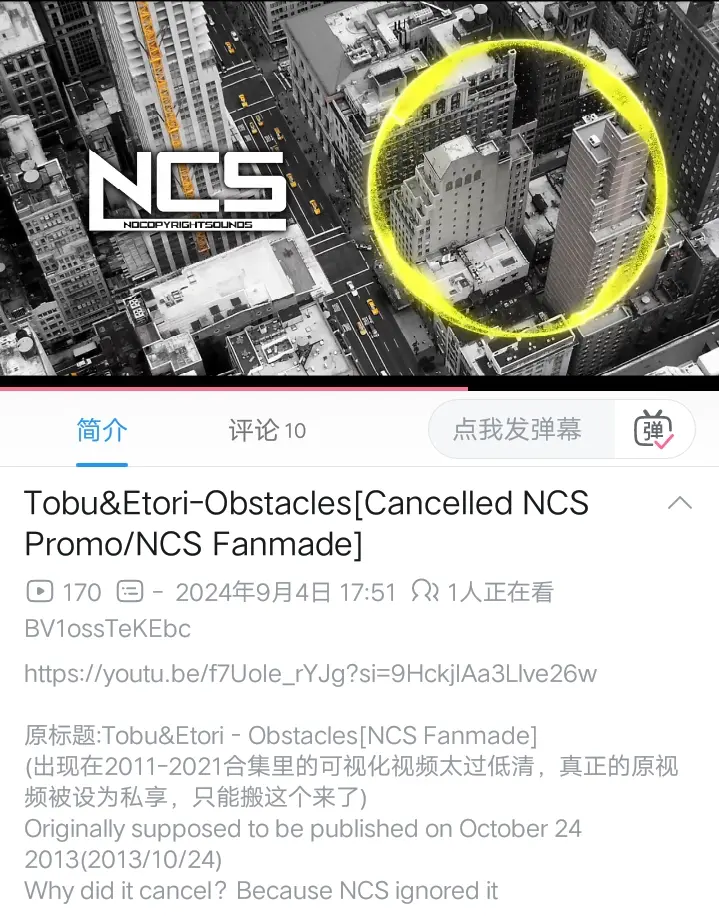 NCS
NOCOPYRIGHTSOUNDS
简介
评论 10
点我发弹幕
弹
Tobu&Etori-Obstacles[Cancelled NCS
Promo/NCS Fanmade]
170 - 2024年9月4日 17:51 1人正在看
BV1ossTeKEbc
https://youtu.be/f7Uole_rYJg?si=9HckjlAa3LIve26w
原标题:Tobu&Etori - Obstacles[NCS Fanmade]
(出现在2011-2021合集里的可视化视频太过低清，真正的原视
频被设为私享，只能搬这个来了)
Originally supposed to be published on October 24
2013(2013/10/24)
Why did it cancel? Because NCS ignored it